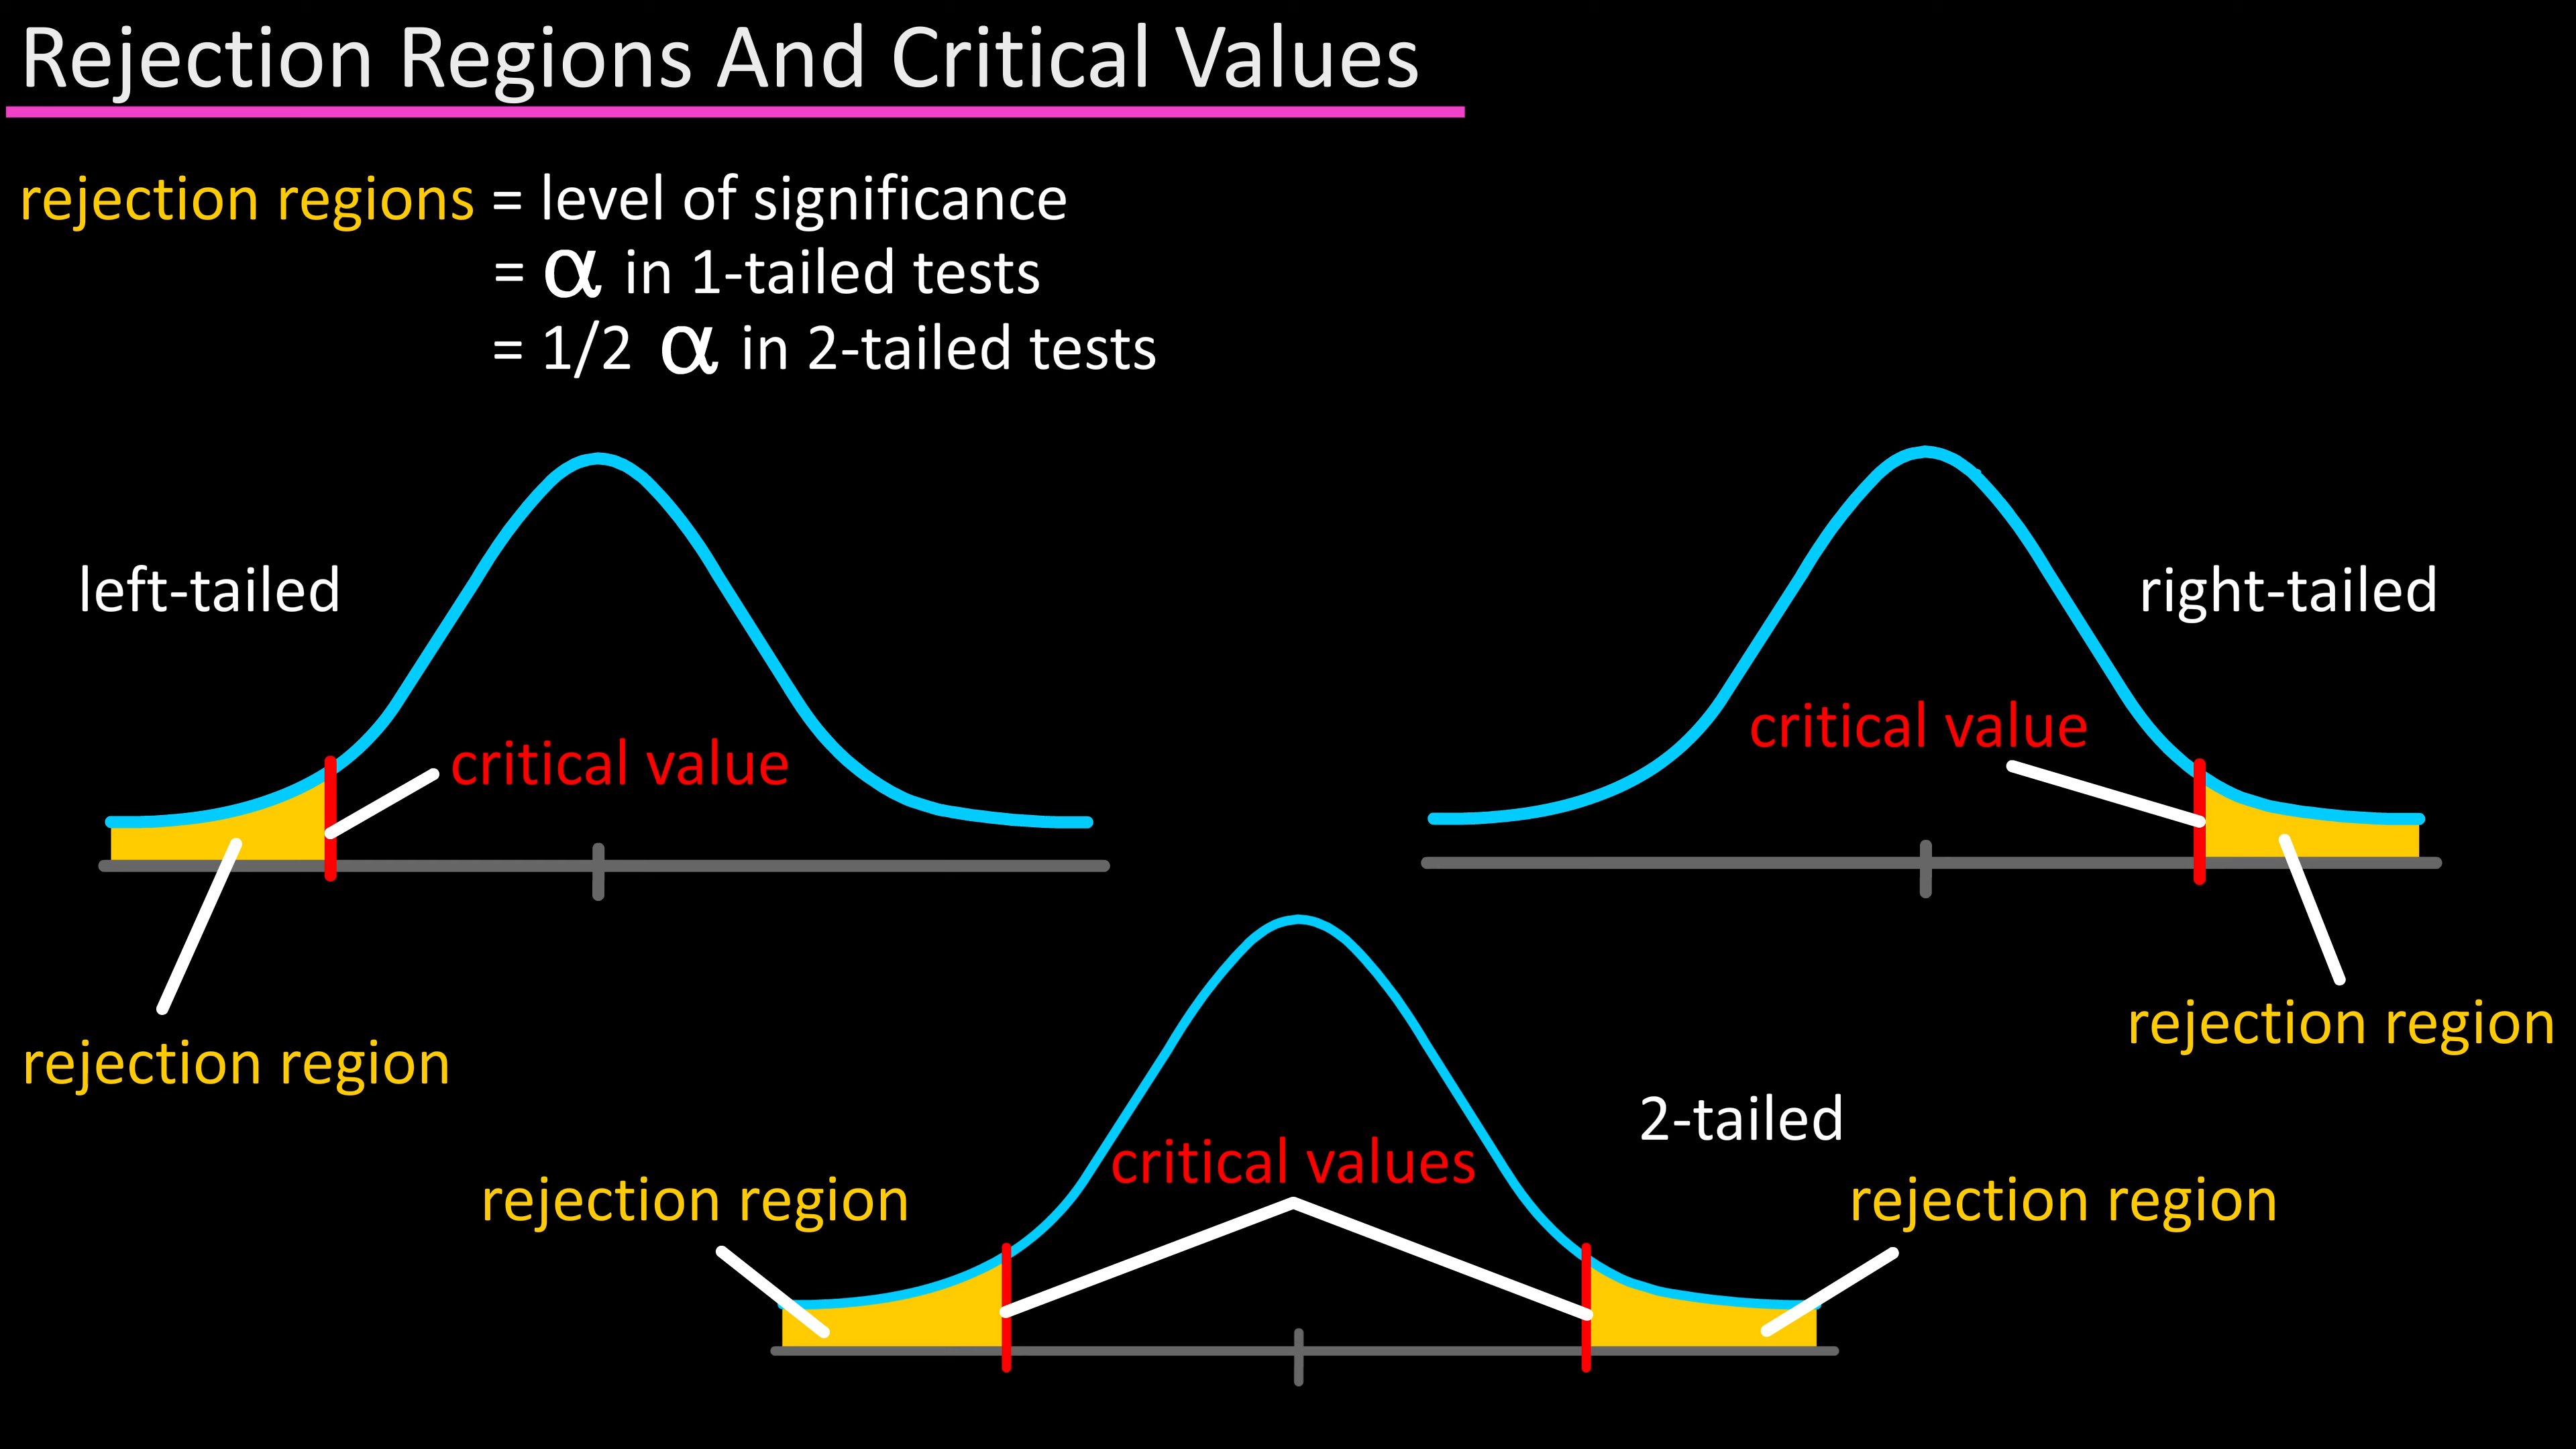 Rejection Regions And Critical Values
rejection regions = level of significance
= α in 1-tailed tests
= 1/2 α in 2-tailed tests
left-tailed
right-tailed
critical value
critical value
rejection region
rejection region
2-tailed
critical values
rejection region
rejection region